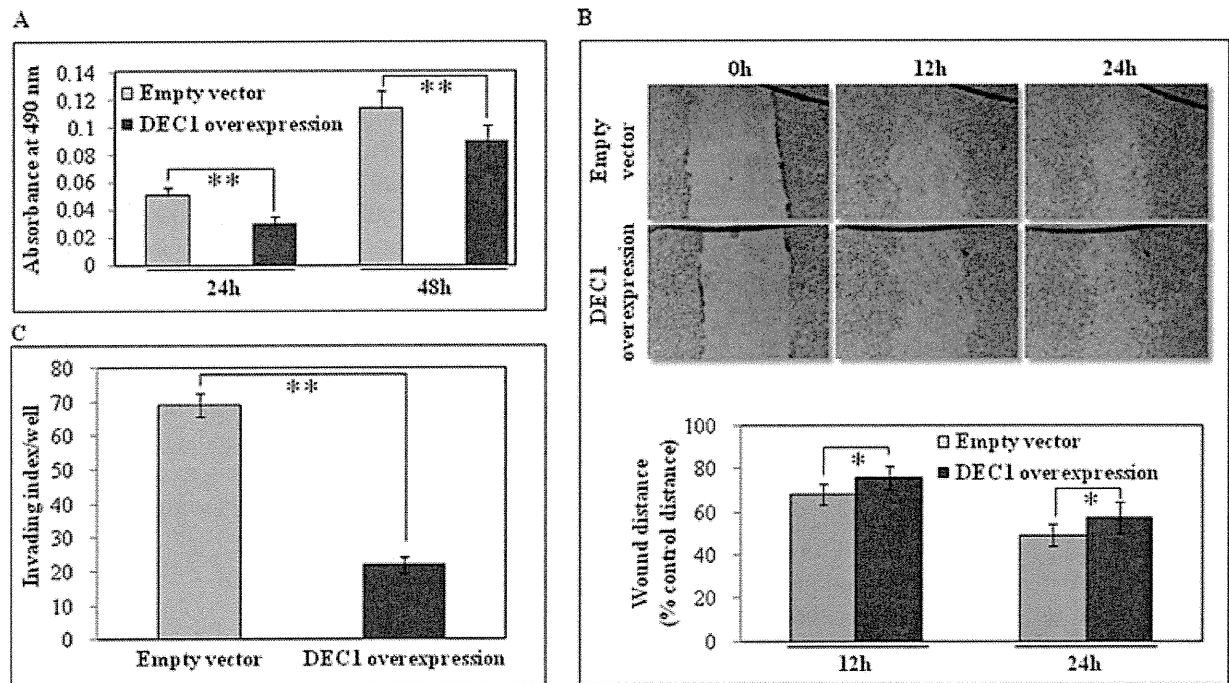 A
Absorbance at 490 nm
0.14
0.12
0.10
0.08
0.06
0.04
0.02
0
Empty vector
DEC1 overexpression
**
**
24h
48h
B
0h
12h
24h
Empty
vector
DEC1
overexpression
Wound distance
(% control distance)
100
80
60
40
20
0
Empty vector
DEC1 overexpression
*
*
12h
24h
C
Invading index/well
80
70
60
50
40
30
20
10
0
**
Empty vector
DEC1 overexpression